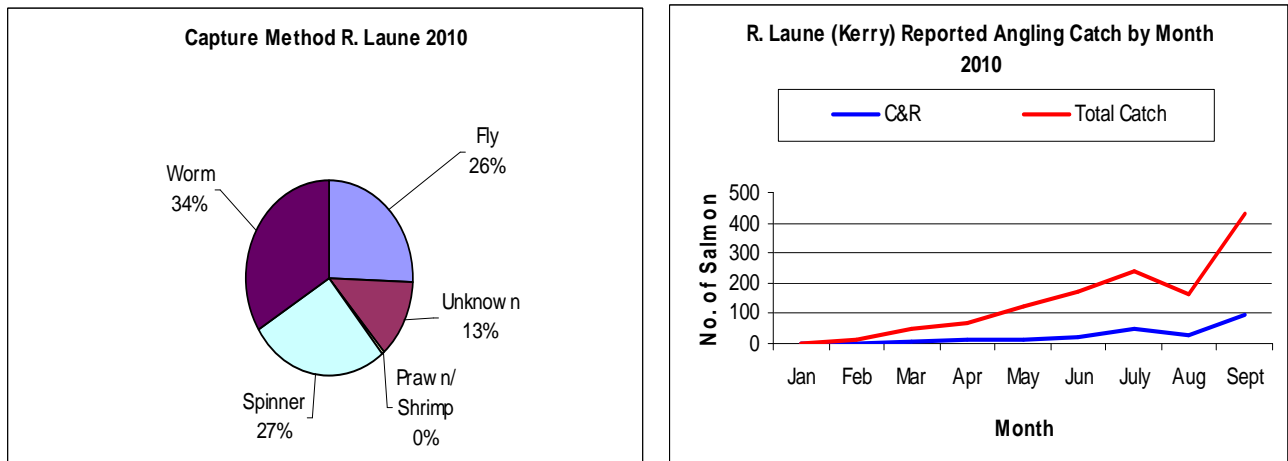 Capture Method R. Laune 2010
Fly
26%
Worm
34%
Unknown
13%
Prawn/
Shrimp
0%
Spinner
27%
R. Laune (Kerry) Reported Angling Catch by Month
2010
C&R
Total Catch
No. of Salmon
500
400
300
200
100
0
Jan Feb Mar Apr May Jun July Aug Sept
Month